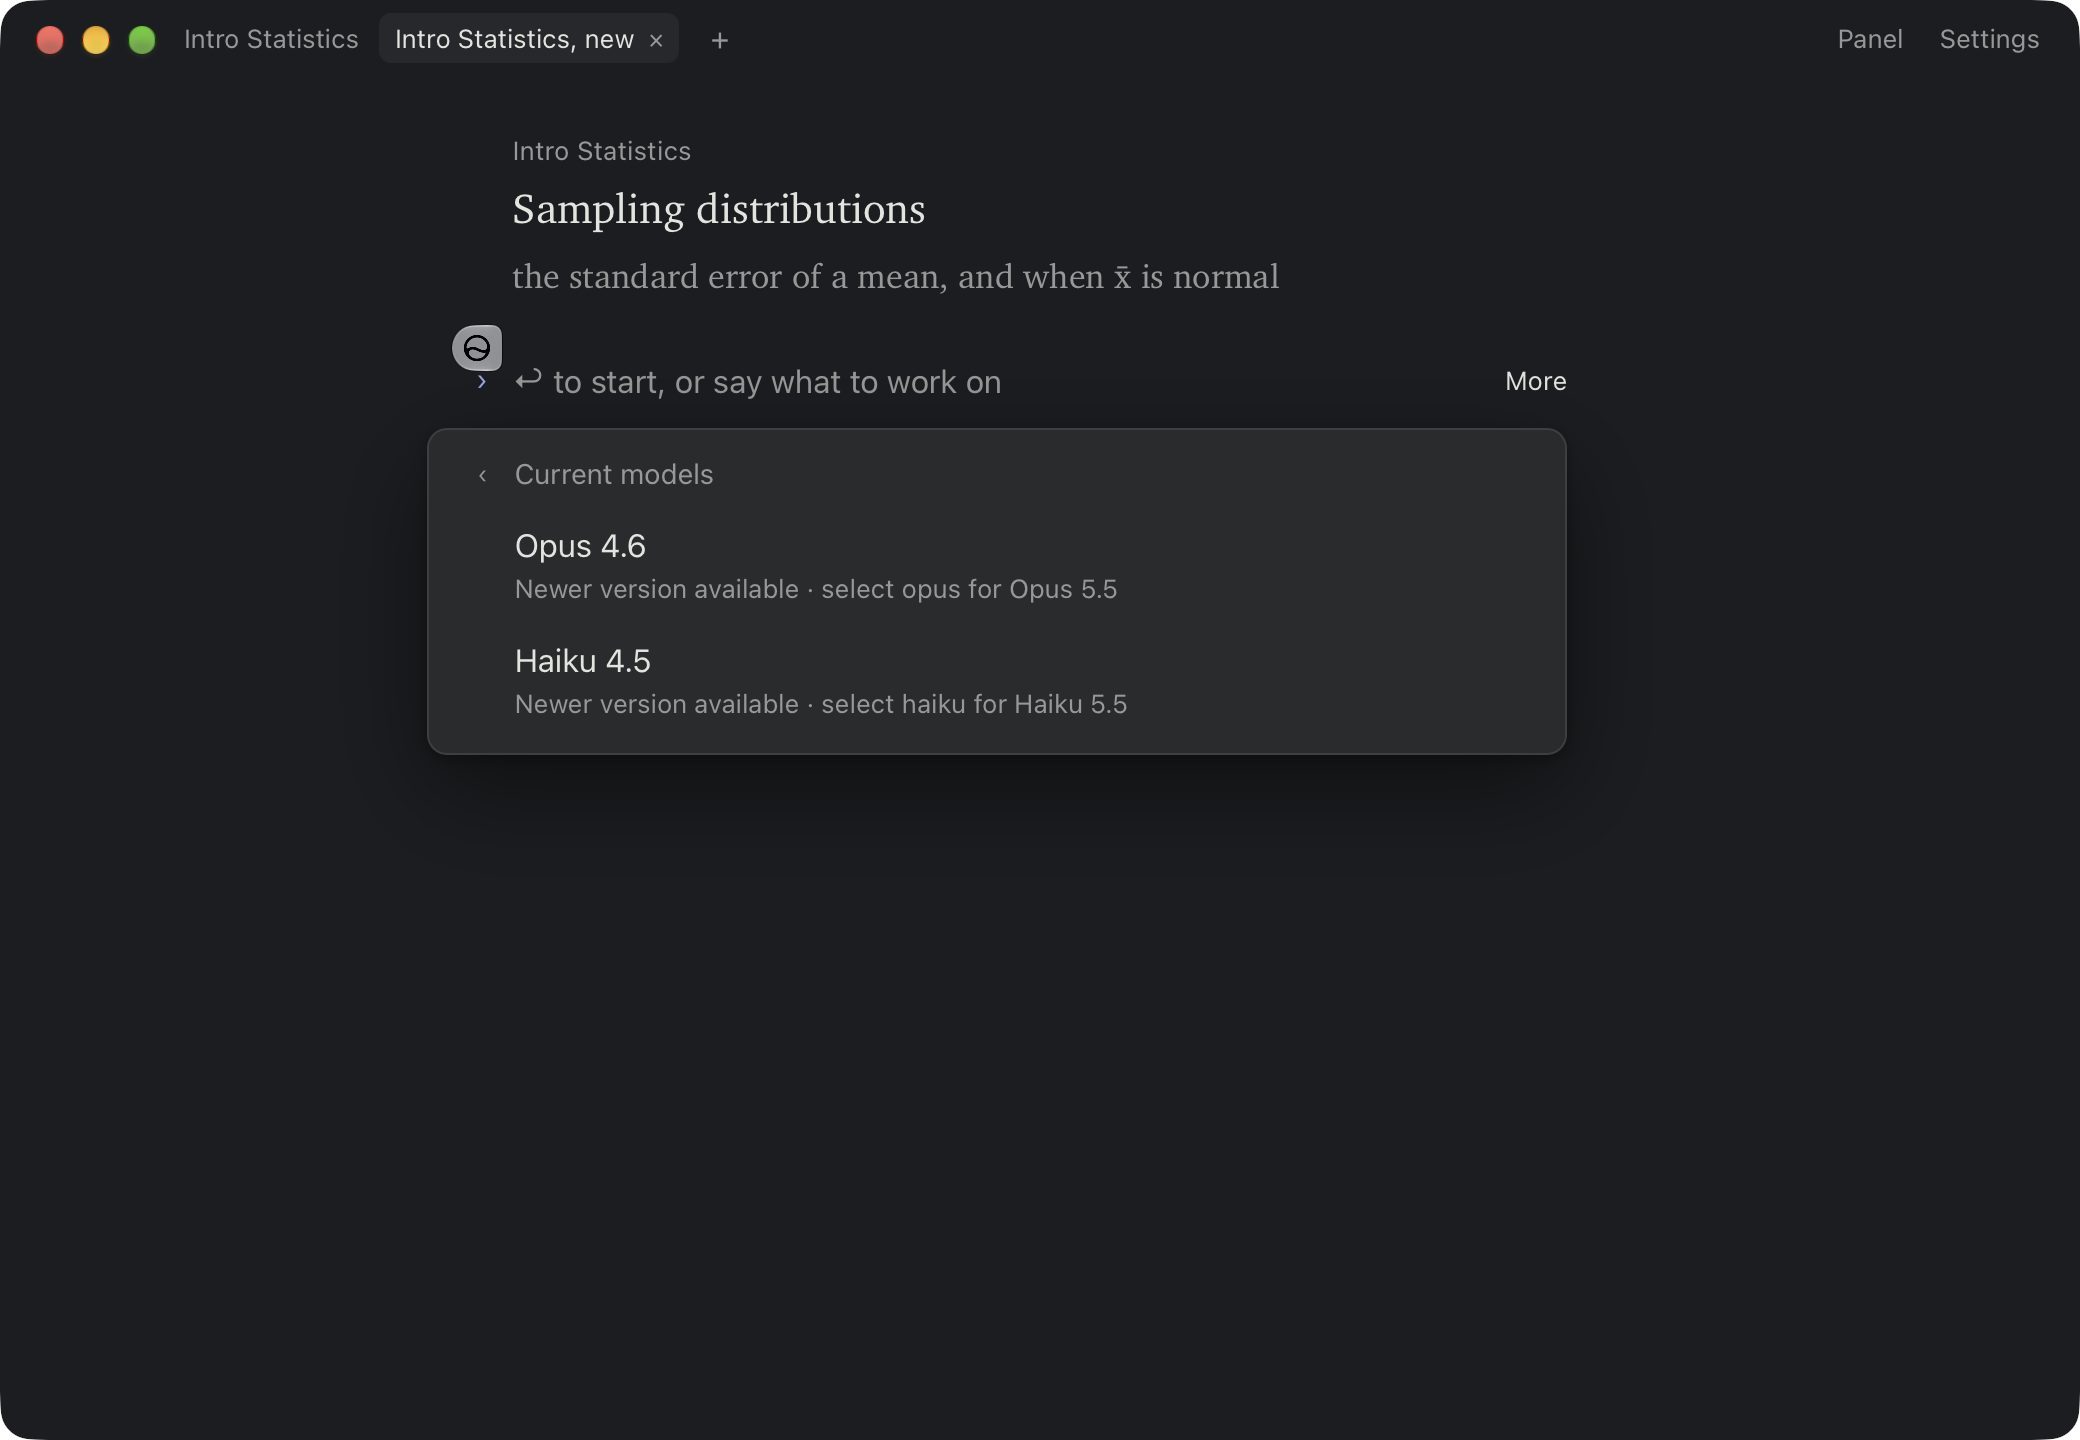 Intro Statistics
Intro Statistics, new ×
+
Panel
Settings
Intro Statistics
Sampling distributions
the standard error of a mean, and when x̄ is normal
› ↩ to start, or say what to work on
More
‹ Current models
Opus 4.6
Newer version available · select opus for Opus 5.5
Haiku 4.5
Newer version available · select haiku for Haiku 5.5